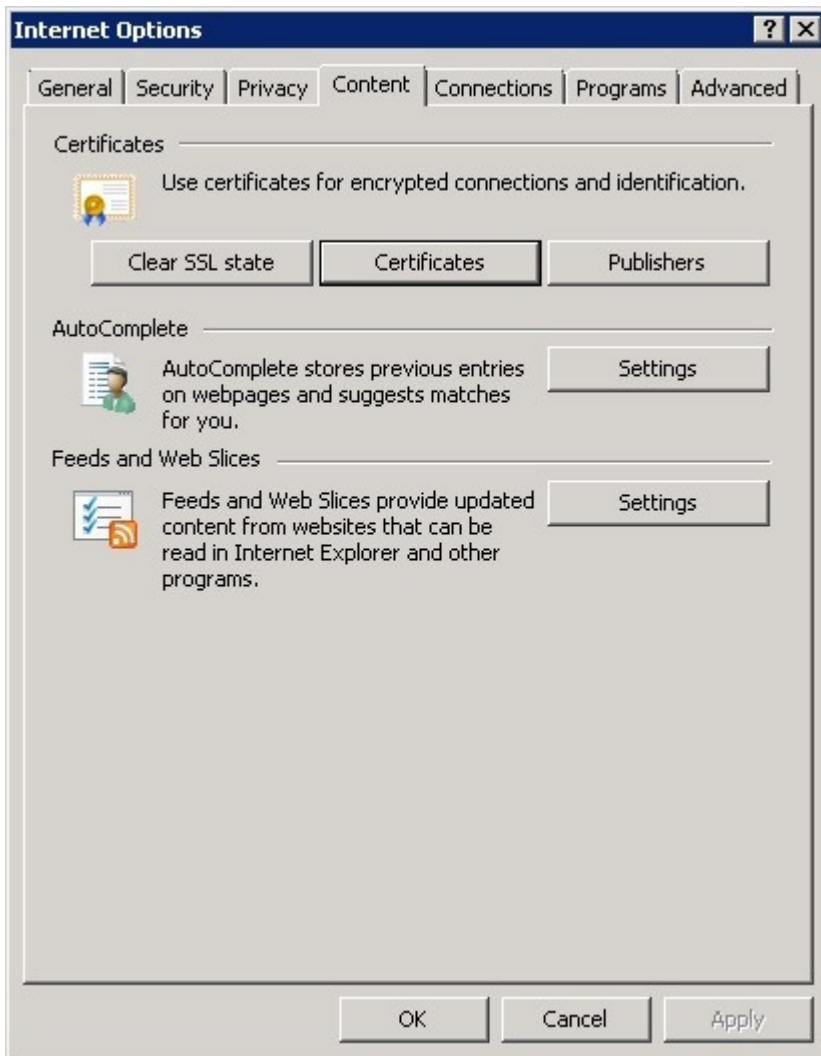 Internet Options
General Security Privacy Content Connections Programs Advanced
Certificates
Use certificates for encrypted connections and identification.
Clear SSL state Certificates Publishers
AutoComplete
AutoComplete stores previous entries
on webpages and suggests matches
for you.
Settings
Feeds and Web Slices
Feeds and Web Slices provide updated
content from websites that can be
read in Internet Explorer and other
programs.
Settings
OK Cancel Apply